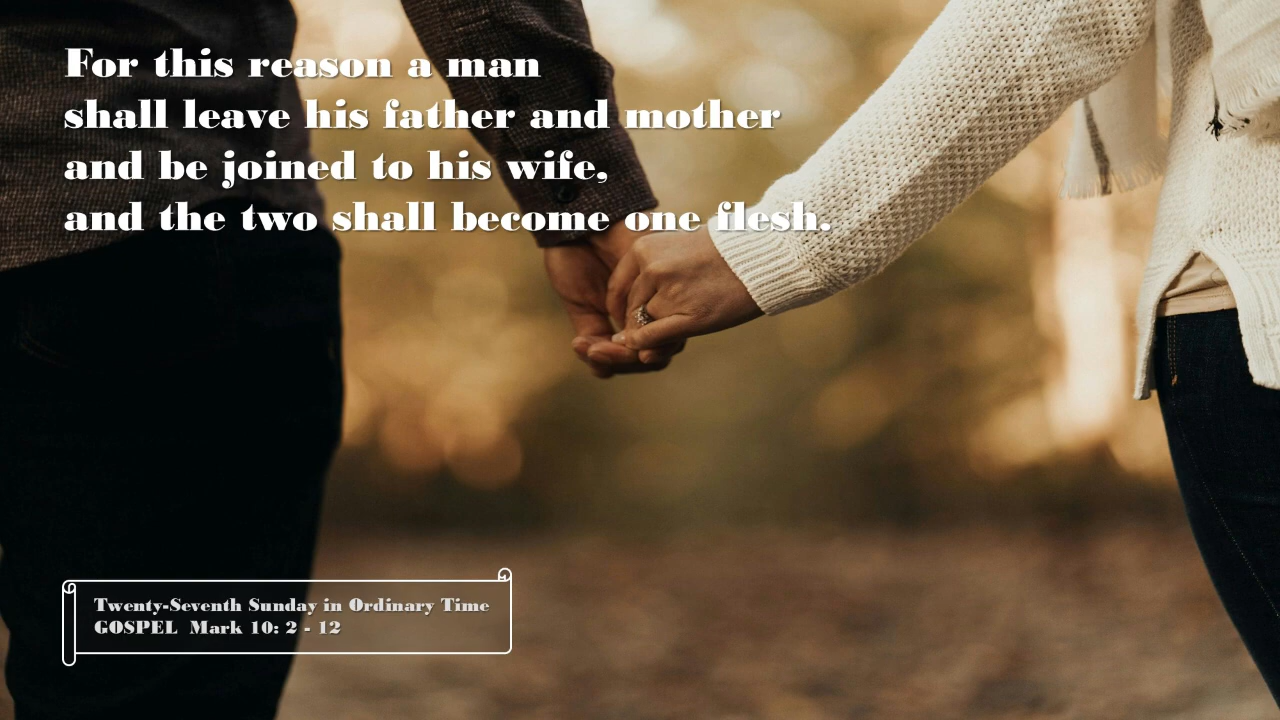 For this reason a man
shall leave his father and mother
and be joined to his wife,
and the two shall become one flesh.
Twenty-Seventh Sunday in Ordinary Time
GOSPEL  Mark 10: 2 - 12